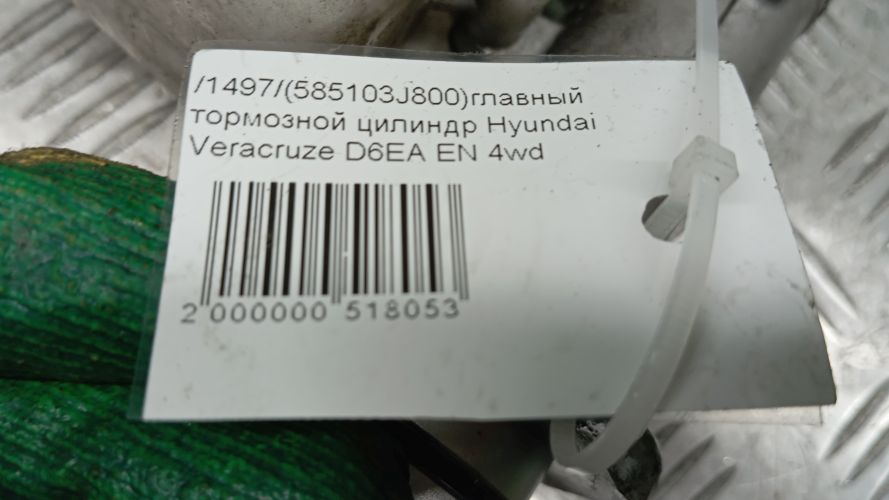 /1497/(585103J800)главный
тормозной цилиндр Hyundai
Veracruze D6EA EN 4wd
2 000000 518053